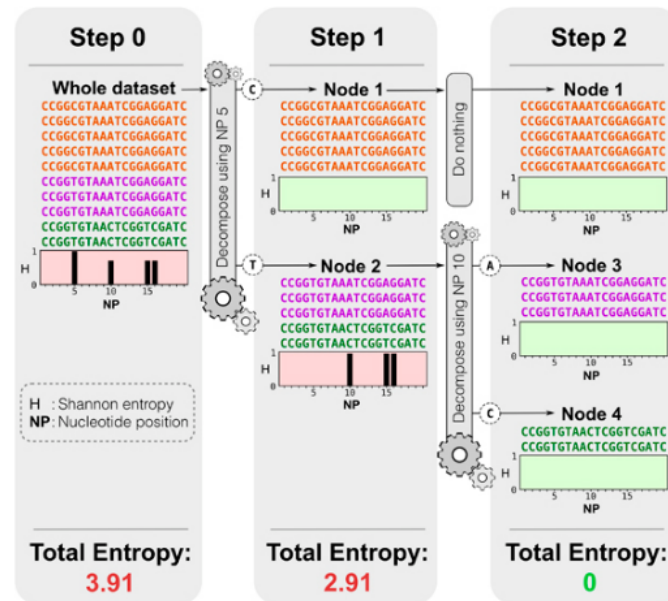 Step 0
Whole dataset
CCGGCGTAAATCGGAGGATC
CCGGCGTAAATCGGAGGATC
CCGGCGTAAATCGGAGGATC
CCGGCGTAAATCGGAGGATC
CCGGCGTAAATCGGAGGATC
CCGGTGTAAATCGGAGGATC
CCGGTGTAAATCGGAGGATC
CCGGTGTAAATCGGAGGATC
CCGGTGTAACTCGGTCGATC
CCGGTGTAACTCGGTCGATC
1
H
0
5 10 15
NP
H : Shannon entropy
NP : Nucleotide position
Total Entropy:
3.91
Decompose using NP 5
C
T
Step 1
Node 1
CCGGCGTAAATCGGAGGATC
CCGGCGTAAATCGGAGGATC
CCGGCGTAAATCGGAGGATC
CCGGCGTAAATCGGAGGATC
CCGGCGTAAATCGGAGGATC
1
H
0
5 10 15
NP
Node 2
CCGGTGTAAATCGGAGGATC
CCGGTGTAAATCGGAGGATC
CCGGTGTAAATCGGAGGATC
CCGGTGTAACTCGGTCGATC
CCGGTGTAACTCGGTCGATC
1
H
0
5 10 15
NP
Total Entropy:
2.91
Do nothing
Decompose using NP 10
A
C
Step 2
Node 1
CCGGCGTAAATCGGAGGATC
CCGGCGTAAATCGGAGGATC
CCGGCGTAAATCGGAGGATC
CCGGCGTAAATCGGAGGATC
CCGGCGTAAATCGGAGGATC
1
H
0
5 10 15
NP
Node 3
CCGGTGTAAATCGGAGGATC
CCGGTGTAAATCGGAGGATC
CCGGTGTAAATCGGAGGATC
1
H
0
5 10 15
NP
Node 4
CCGGTGTAACTCGGTCGATC
CCGGTGTAACTCGGTCGATC
1
H
0
5 10 15
NP
Total Entropy:
0